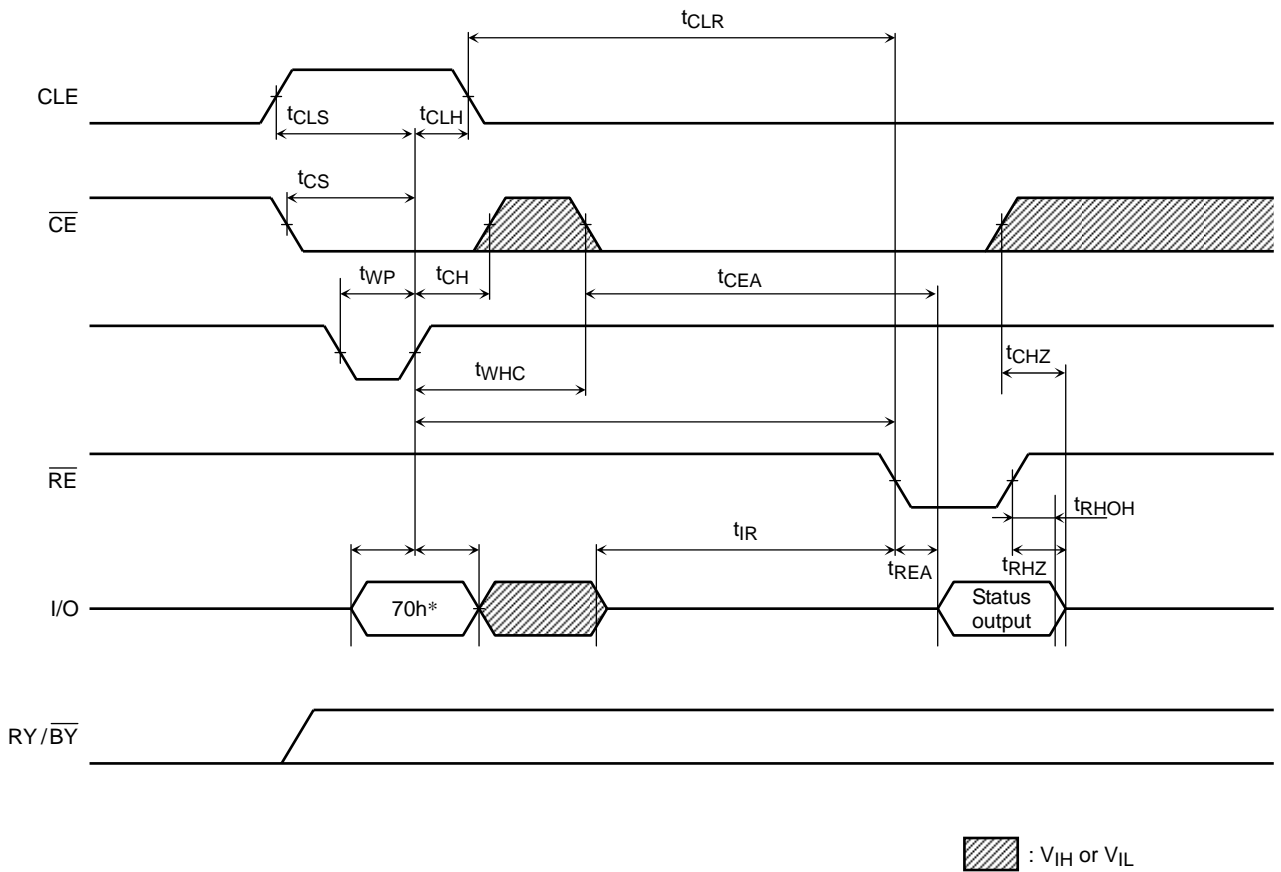 tCLR
CLE
tCLS
tCLH
tCS
CE
tWP
tCH
tCEA
tCHZ
tWHC
RE
tRHOH
tIR
tREA
tRHZ
I/O
70h*
Status
output
RY/BY
: VIH or VIL